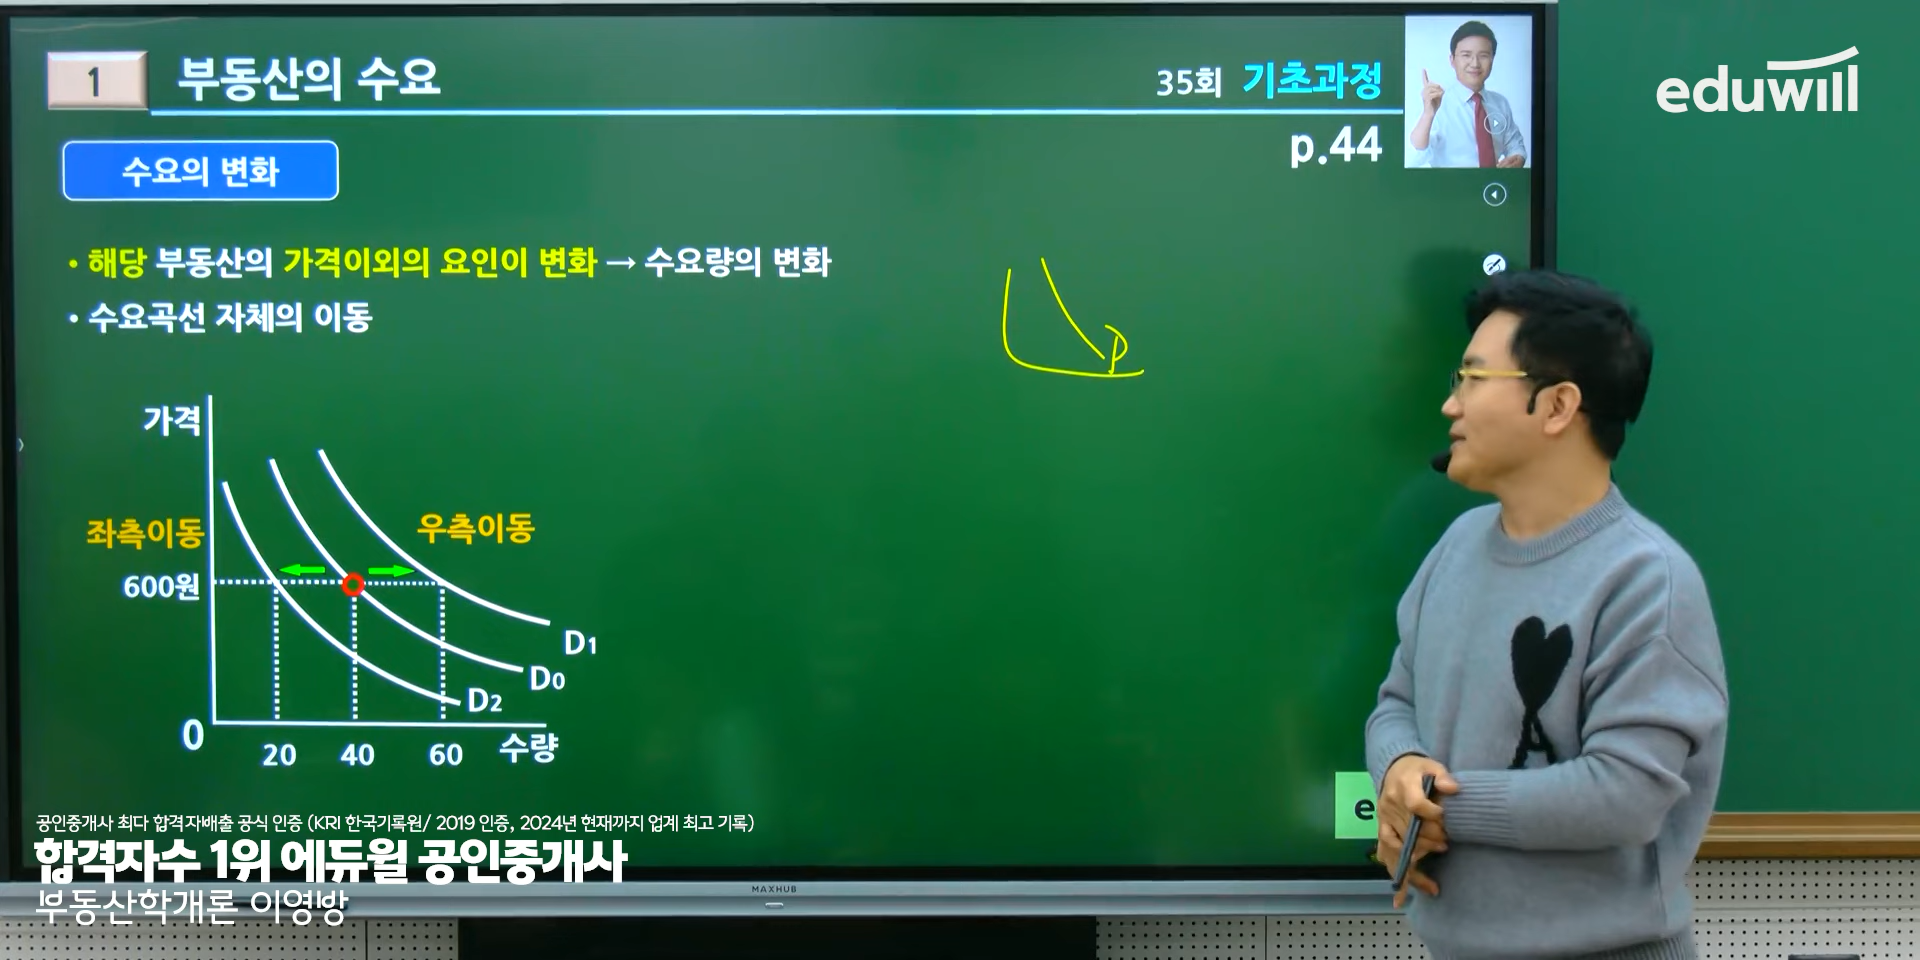 1 부동산의 수요
35회 기초과정
eduwill
p.44
수요의 변화
• 해당 부동산의 가격이외의 요인이 변화 → 수요량의 변화
• 수요곡선 자체의 이동
가격
좌측이동
우측이동
600원
D1
D0
D2
0
20 40 60 수량
D
e
A
공인중개사 최다 합격자배출 공식 인증 (KRI 한국기록원/ 2019 인증, 2024년 현재까지 업계 최고 기록)
합격자수 1위 에듀윌 공인중개사
부동산학개론 이영방
MAXHUB